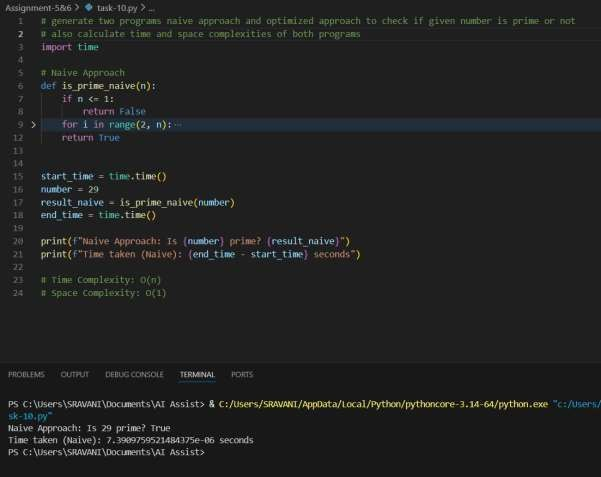 Assignment-5&6 > task-10.py > ...
1 # generate two programs naive approach and optimized approach to check if given number is prime or not
2 # also calculate time and space complexities of both programs
3 import time
4
5 # Naive Approach
6 def is_prime_naive(n):
7 if n <= 1:
8 return False
9 > for i in range(2, n): ...
12 return True
13
14
15 start_time = time.time()
16 number = 29
17 result_naive = is_prime_naive(number)
18 end_time = time.time()
19
20 print(f"Naive Approach: Is {number} prime? {result_naive}")
21 print(f"Time taken (Naive): {end_time - start_time} seconds")
22
23 # Time Complexity: O(n)
24 # Space Complexity: O(1)
PROBLEMS OUTPUT DEBUG CONSOLE TERMINAL PORTS
PS C:\Users\SRAVANI\Documents\AI Assist> & C:/Users/SRAVANI/AppData/Local/Python/pythoncore-3.14-64/python.exe "c:/Users/
sk-10.py"
Naive Approach: Is 29 prime? True
Time taken (Naive): 7.3909759521484375e-06 seconds
PS C:\Users\SRAVANI\Documents\AI Assist>